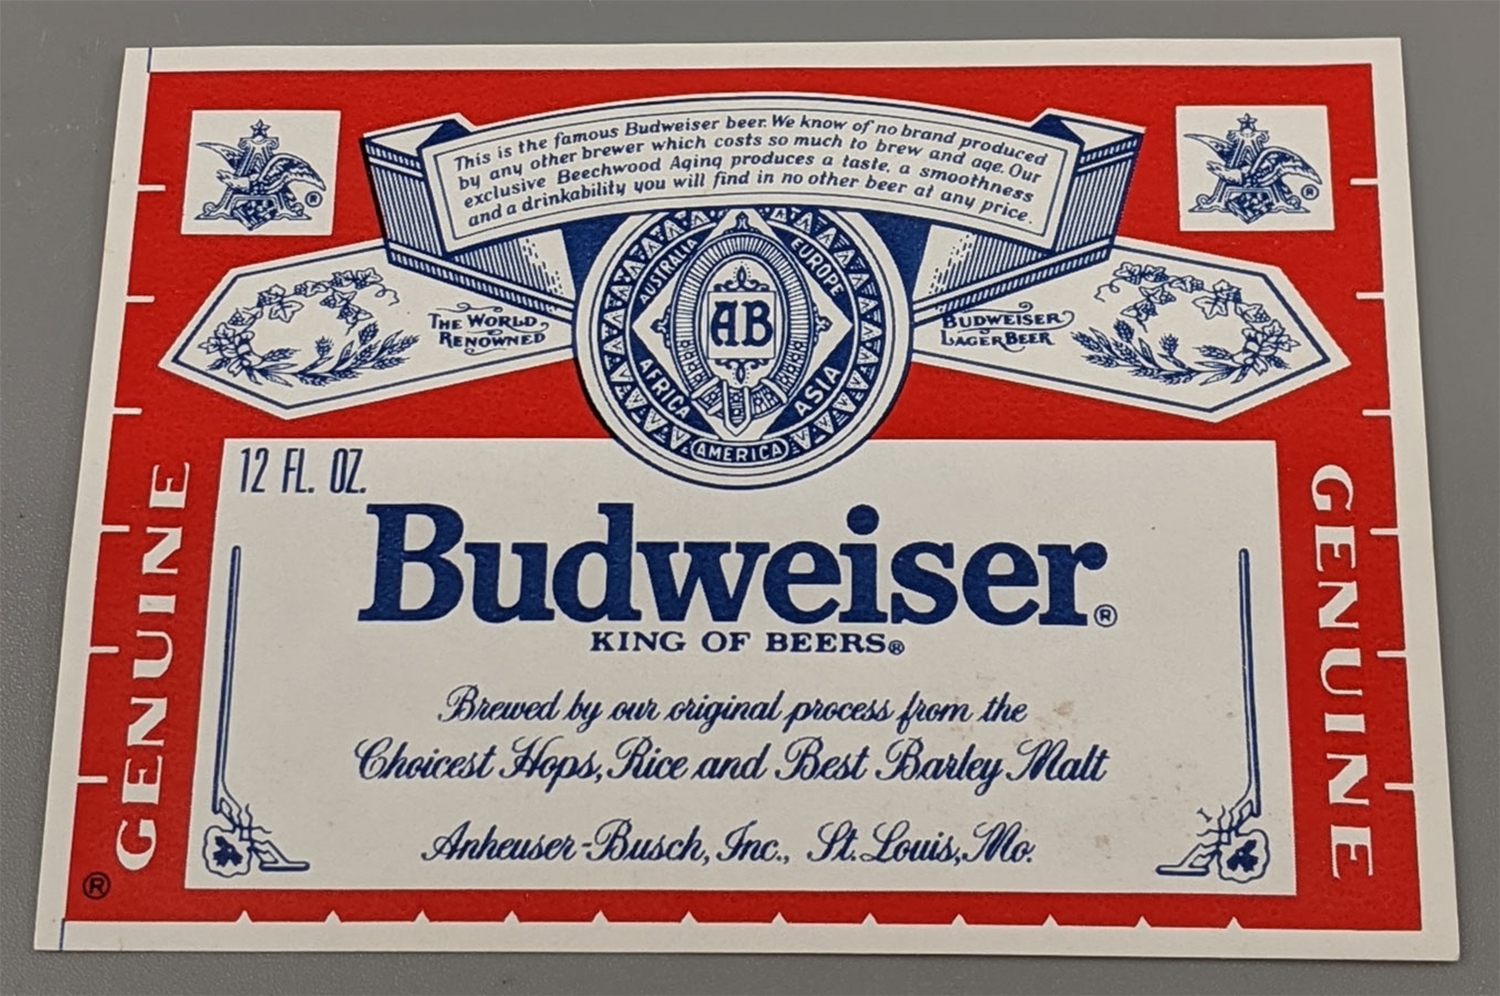 This is the famous Budweiser beer. We know of no brand produced
by any other brewer which costs so much to brew and age. Our
exclusive Beechwood Aging produces a taste, a smoothness
and a drinkability you will find in no other beer at any price.
®
®
AUSTRALIA
EUROPE
THE WORLD
RENOWNED
AB
BUDWEISER
LAGER BEER
AFRICA
ASIA
AMERICA
12 FL. OZ.
Budweiser®
KING OF BEERS®
GENUINE
GENUINE
Brewed by our original process from the
Choicest Hops, Rice and Best Barley Malt
Anheuser-Busch, Inc., St. Louis, Mo.
®